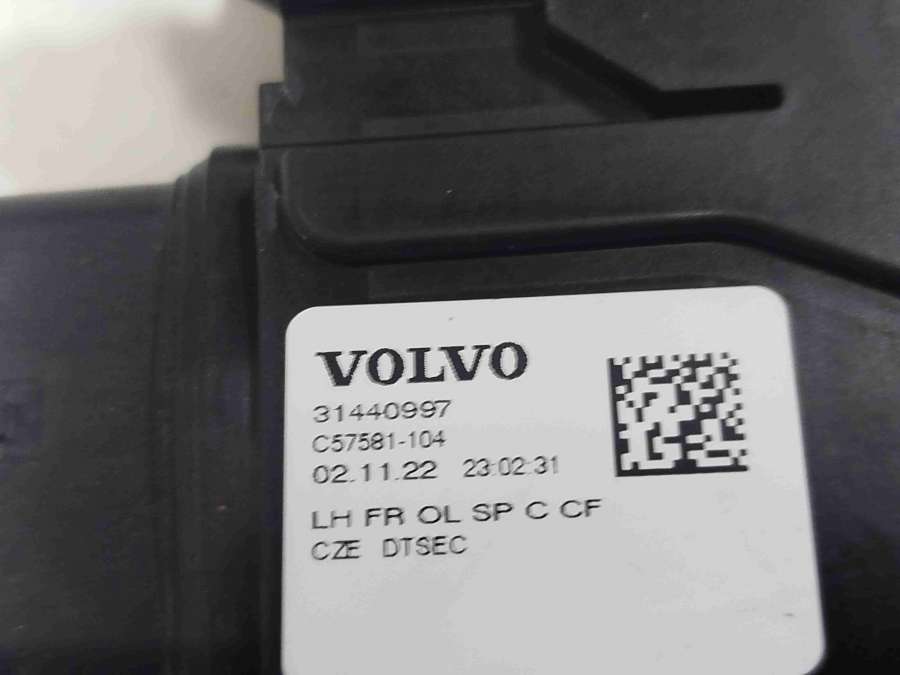 VOLVO
31440997
C57581-104
02.11.22 23:02:31
LH FR OL SP C CF
CZE DTSEC